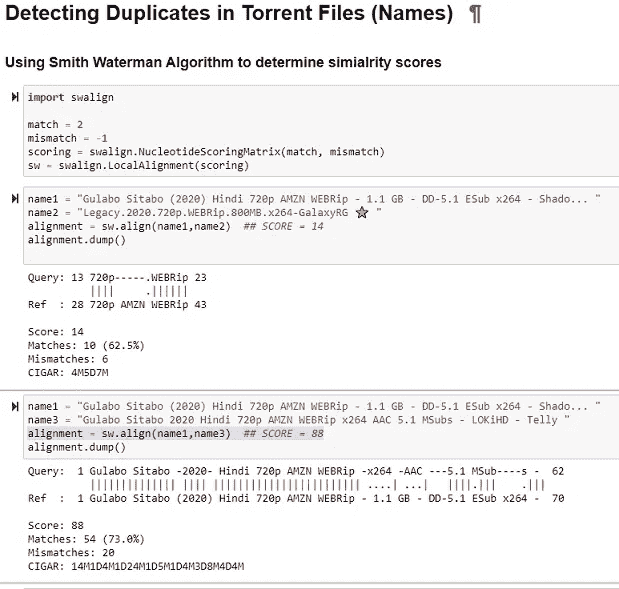 Detecting Duplicates in Torrent Files (Names) ¶
Using Smith Waterman Algorithm to determine simialrity scores
import swalign
match = 2
mismatch = -1
scoring = swalign.NucleotideScoringMatrix(match, mismatch)
sw = swalign.LocalAlignment(scoring)
name1 = "Gulabo Sitabo (2020) Hindi 720p AMZN WEBRip - 1.1 GB - DD-5.1 ESub x264 - Shado... "
name2 = "Legacy.2020.720p.WEBRip.800MB.x264-GalaxyRG ☆ "
alignment = sw.align(name1,name2)  ## SCORE = 14
alignment.dump()
Query: 13 720p-----.WEBRip 23
||||     .||||||
Ref  : 28 720p AMZN WEBRip 43
Score: 14
Matches: 10 (62.5%)
Mismatches: 6
CIGAR: 4M5D7M
name1 = "Gulabo Sitabo (2020) Hindi 720p AMZN WEBRip - 1.1 GB - DD-5.1 ESub x264 - Shado... "
name3 = "Gulabo Sitabo 2020 Hindi 720p AMZN WEBRip x264 AAC 5.1 MSubs - LOKiHD - Telly "
alignment = sw.align(name1,name3)  ## SCORE = 88
alignment.dump()
Query:  1 Gulabo Sitabo -2020- Hindi 720p AMZN WEBRip -x264 -AAC ---5.1 MSub----s -  62
|||||||||||||| |||| |||||||||||||||||||||||| ....| ...|   ||||.|||    .|||
Ref  :  1 Gulabo Sitabo (2020) Hindi 720p AMZN WEBRip - 1.1 GB - DD-5.1 ESub x264 -  70
Score: 88
Matches: 54 (73.0%)
Mismatches: 20
CIGAR: 14M1D4M1D24M1D5M1D4M3D8M4D4M